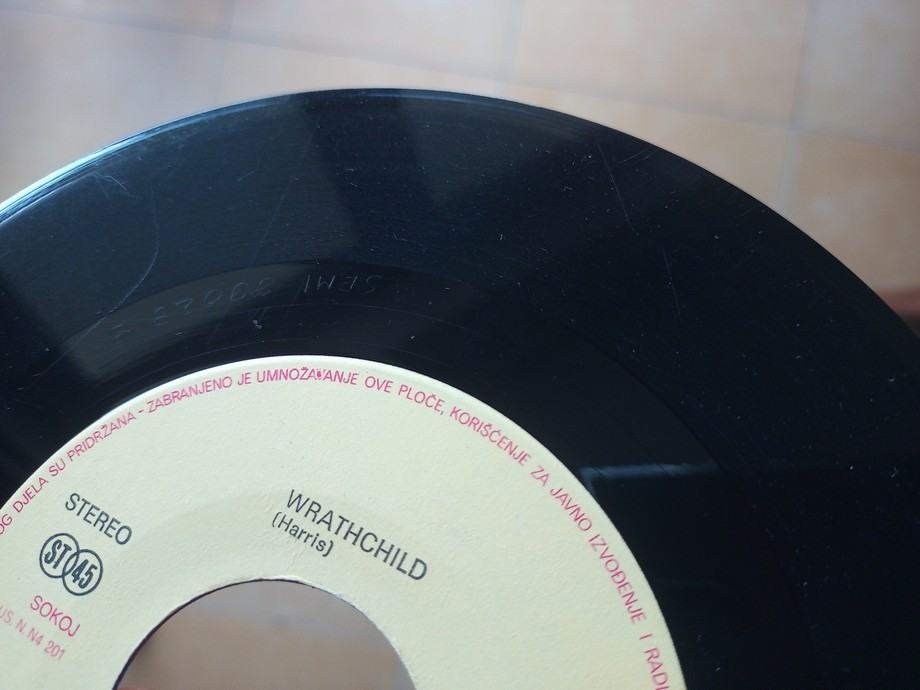 OG DJELA SU PRIDRŽANA - ZABRANJENO JE UMNOŽAVANJE OVE PLOČE, KORIŠĆENJE ZA JAVNO IZVOĐENJE I RADI
STEREO
ST 45
SOKOJ
US. N. N4 201
WRATHCHILD
(Harris)
SEMI